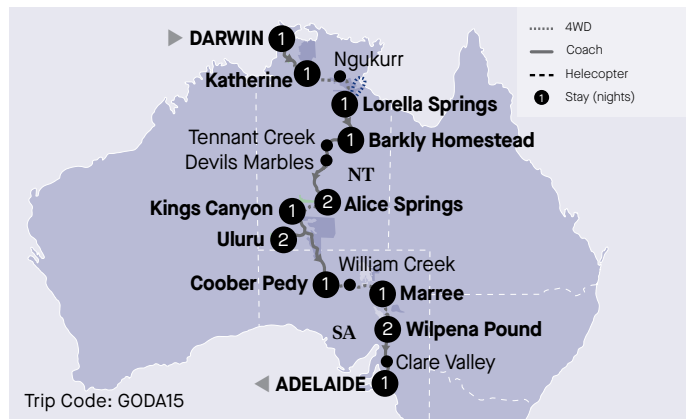 DARWIN 1
Ngukurr
Katherine 1
1 Lorella Springs
Tennant Creek
1 Barkly Homestead
Devils Marbles
NT
Kings Canyon 1
2 Alice Springs
Uluru 2
William Creek
Coober Pedy 1
1 Marree
SA
2 Wilpena Pound
Clare Valley
ADELAIDE 1
Trip Code: GODA15
4WD
Coach
Helecopter
1 Stay (nights)